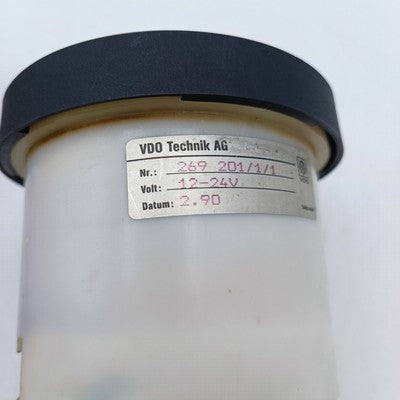 VDO Technik AG
Nr.: 269 201/1/1
Volt: 12-24V
Datum: 2.90